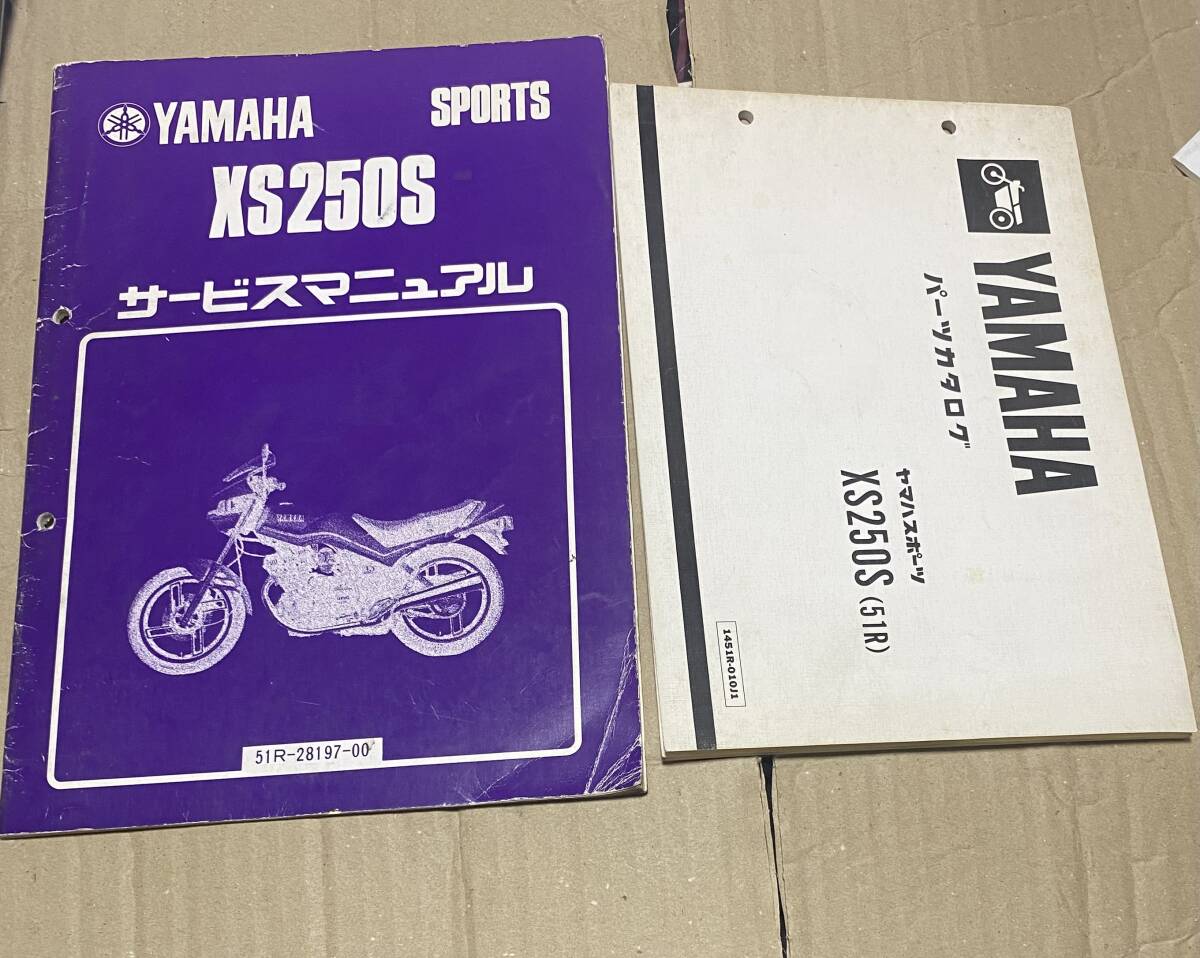 YAMAHA SPORTS
XS250S
サービスマニュアル
YAMAHA
51R-28197-00
YAMAHA
パーツカタログ
ヤマハスポーツ
XS250S (51R)
1451R-010J1